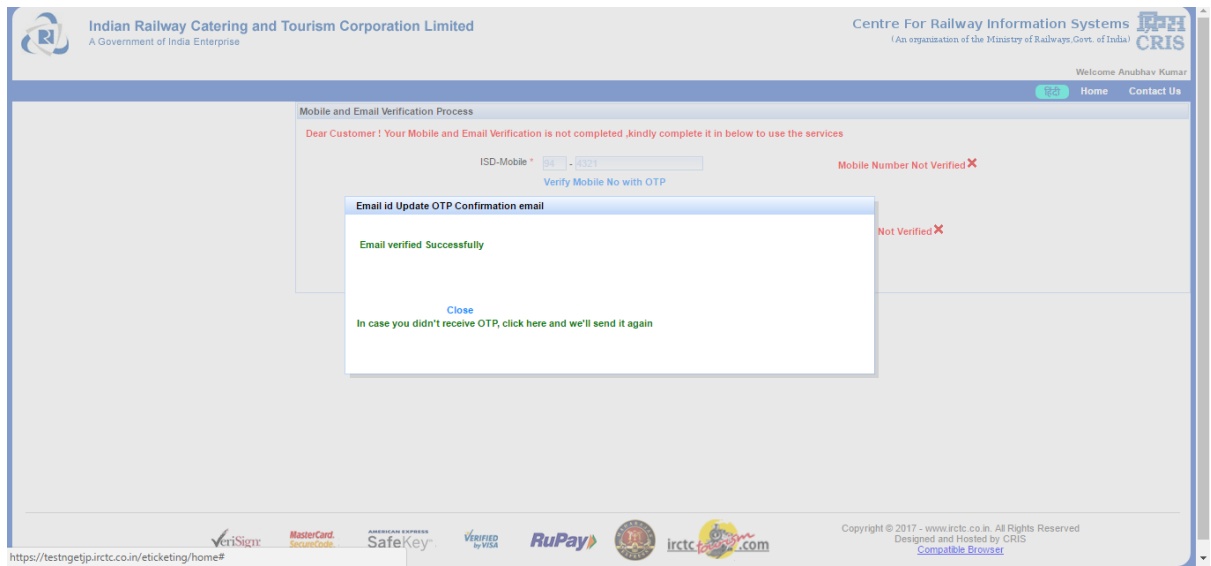 Indian Railway Catering and Tourism Corporation Limited
A Government of India Enterprise
Centre For Railway Information Systems
(An organization of the Ministry of Railways,Govt. of India)
क्रिस
CRIS
Welcome Anubhav Kumar
हिंदी Home Contact Us
Mobile and Email Verification Process
Dear Customer ! Your Mobile and Email Verification is not completed ,kindly complete it in below to use the services
ISD-Mobile * 94 - 4321
Mobile Number Not Verified
Verify Mobile No with OTP
Email id Update OTP Confirmation email
Not Verified
Email verified Successfully
Close
In case you didn't receive OTP, click here and we'll send it again
VeriSign
MasterCard.
SecureCode.
AMERICAN EXPRESS
SafeKey
VERIFIED
by VISA
RuPay
irctc tourism .com
Copyright © 2017 - www.irctc.co.in. All Rights Reserved
Designed and Hosted by CRIS
Compatible Browser
https://testngetjp.irctc.co.in/eticketing/home#